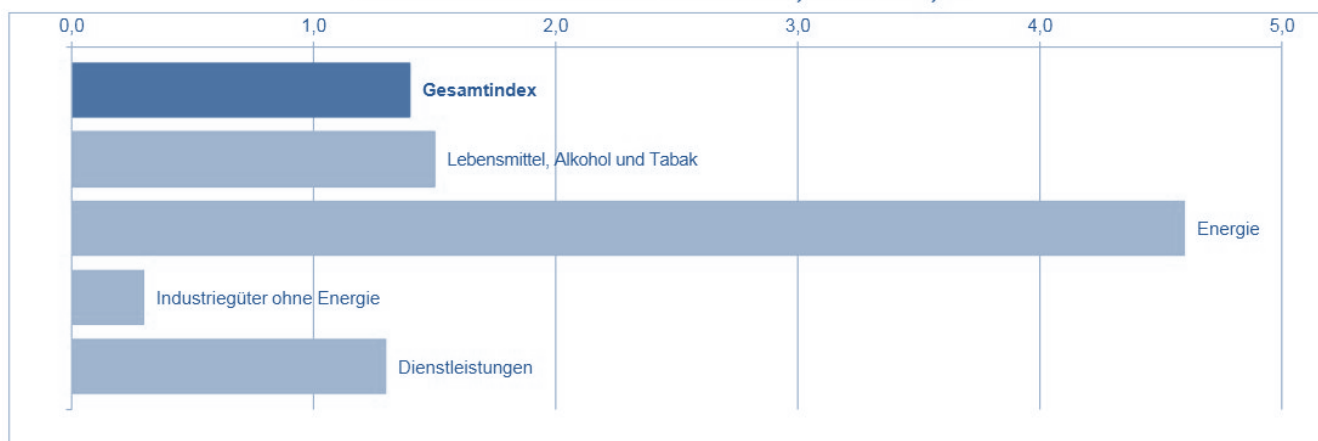 0,0 1,0 2,0 3,0 4,0 5,0
Gesamtindex
Lebensmittel, Alkohol und Tabak
Energie
Industriegüter ohne Energie
Dienstleistungen